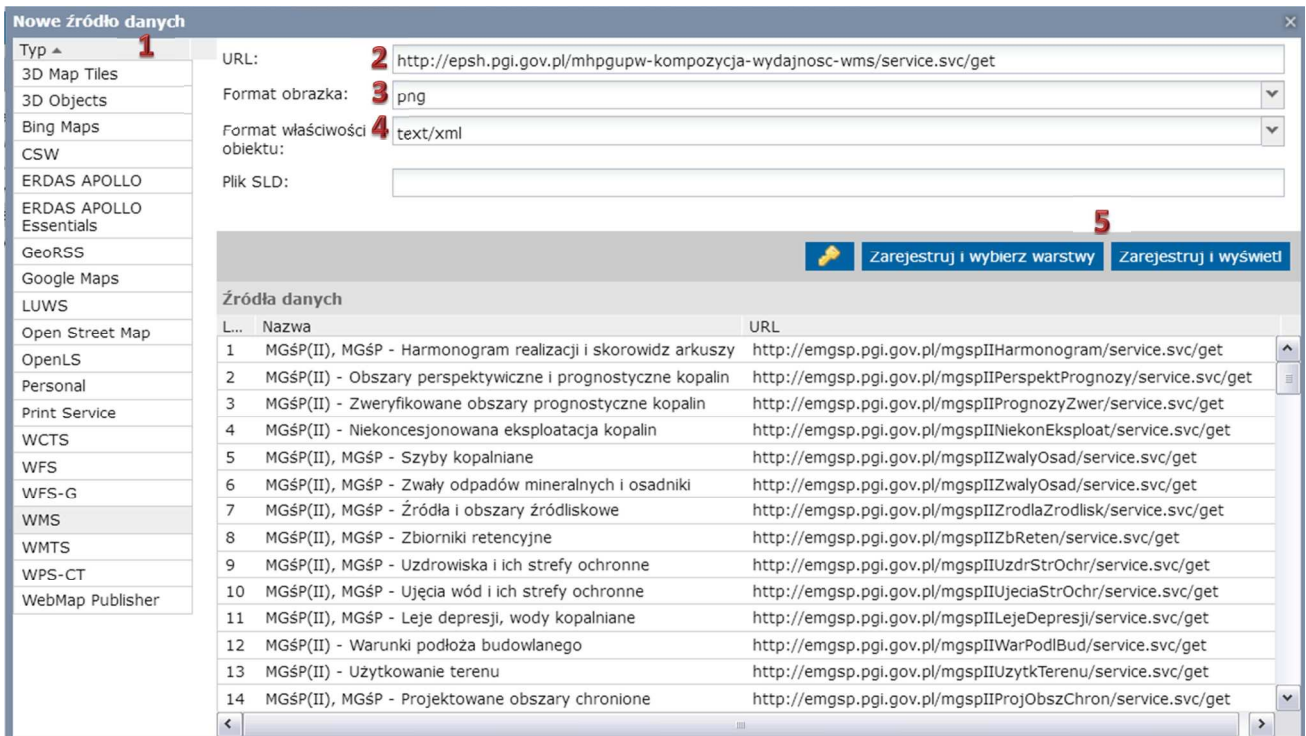 Nowe źródło danych
1
Typ
3D Map Tiles
3D Objects
Bing Maps
CSW
ERDAS APOLLO
ERDAS APOLLO
Essentials
GeoRSS
Google Maps
LUWS
Open Street Map
OpenLS
Personal
Print Service
WCTS
WFS
WFS-G
WMS
WMTS
WPS-CT
WebMap Publisher
URL: 2 http://epsh.pgi.gov.pl/mhpgupw-kompozycja-wydajnosc-wms/service.svc/get
Format obrazka: 3 png
Format właściwości 4 text/xml
obiektu:
Plik SLD:
5
Zarejestruj i wybierz warstwy Zarejestruj i wyświetl
Źródła danych
L... Nazwa URL
1 MGśP(II), MGśP - Harmonogram realizacji i skorowidz arkuszy http://emgsp.pgi.gov.pl/mgspIIHarmonogram/service.svc/get
2 MGśP(II) - Obszary perspektywiczne i prognostyczne kopalin http://emgsp.pgi.gov.pl/mgspIIPerspektPrognozy/service.svc/get
3 MGśP(II) - Zweryfikowane obszary prognostyczne kopalin http://emgsp.pgi.gov.pl/mgspIIPrognozyZwer/service.svc/get
4 MGśP(II) - Niekoncesjonowana eksploatacja kopalin http://emgsp.pgi.gov.pl/mgspIINiekonEksploat/service.svc/get
5 MGśP(II), MGśP - Szyby kopalniane http://emgsp.pgi.gov.pl/mgspIIZwalyOsad/service.svc/get
6 MGśP(II), MGśP - Zwały odpadów mineralnych i osadniki http://emgsp.pgi.gov.pl/mgspIIZwalyOsad/service.svc/get
7 MGśP(II), MGśP - Źródła i obszary źródliskowe http://emgsp.pgi.gov.pl/mgspIIZrodlaZrodlisk/service.svc/get
8 MGśP(II), MGśP - Zbiorniki retencyjne http://emgsp.pgi.gov.pl/mgspIIZbReten/service.svc/get
9 MGśP(II), MGśP - Uzdrowiska i ich strefy ochronne http://emgsp.pgi.gov.pl/mgspIIUzdrStrOchr/service.svc/get
10 MGśP(II), MGśP - Ujęcia wód i ich strefy ochronne http://emgsp.pgi.gov.pl/mgspIIUjeciaStrOchr/service.svc/get
11 MGśP(II), MGśP - Leje depresji, wody kopalniane http://emgsp.pgi.gov.pl/mgspIILejeDepresji/service.svc/get
12 MGśP(II) - Warunki podłoża budowlanego http://emgsp.pgi.gov.pl/mgspIIWarPodlBud/service.svc/get
13 MGśP(II) - Użytkowanie terenu http://emgsp.pgi.gov.pl/mgspIIUzytkTerenu/service.svc/get
14 MGśP(II), MGśP - Projektowane obszary chronione http://emgsp.pgi.gov.pl/mgspIIProjObszChron/service.svc/get